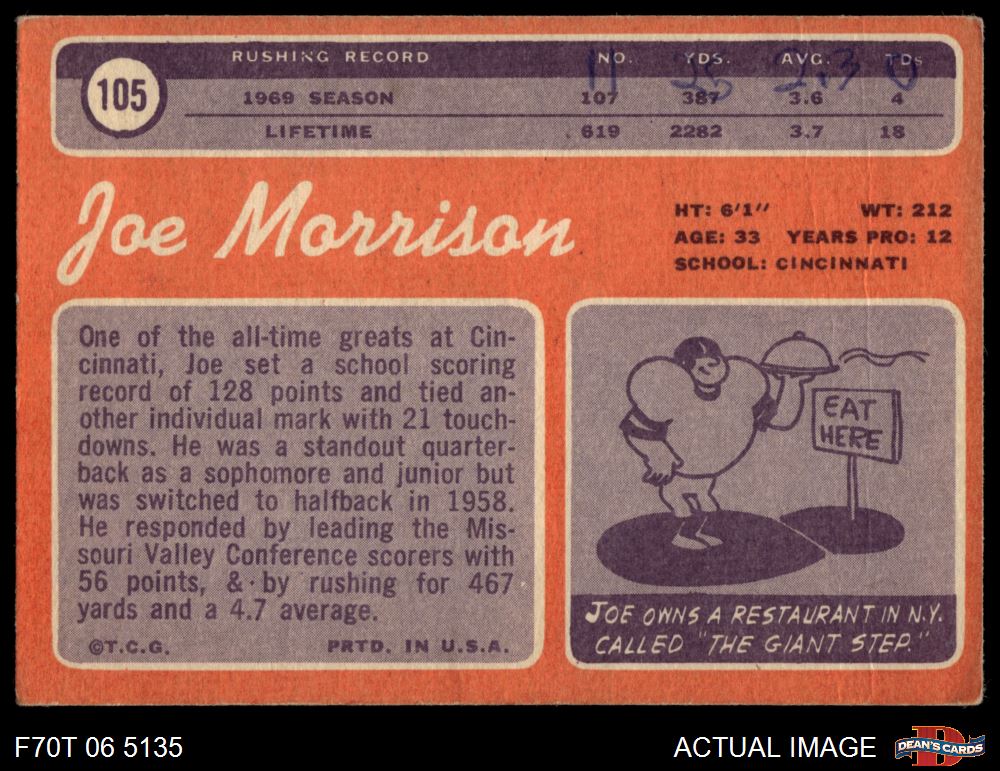 RUSHING RECORD NO. YDS. AVG. TDs
11 25 2.3 0
105
1969 SEASON 107 387 3.6 4
LIFETIME 619 2282 3.7 18
Joe Morrison
HT: 6'1" WT: 212
AGE: 33 YEARS PRO: 12
SCHOOL: CINCINNATI
One of the all-time greats at Cin-
cinnati, Joe set a school scoring
record of 128 points and tied an-
other individual mark with 21 touch-
downs. He was a standout quarter-
back as a sophomore and junior but
was switched to halfback in 1958.
He responded by leading the Mis-
souri Valley Conference scorers with
56 points, & by rushing for 467
yards and a 4.7 average.
©T.C.G. PRTD. IN U.S.A.
EAT
HERE
JOE OWNS A RESTAURANT IN N.Y.
CALLED "THE GIANT STEP."
F70T 06 5135
ACTUAL IMAGE
DEAN'S CARDS